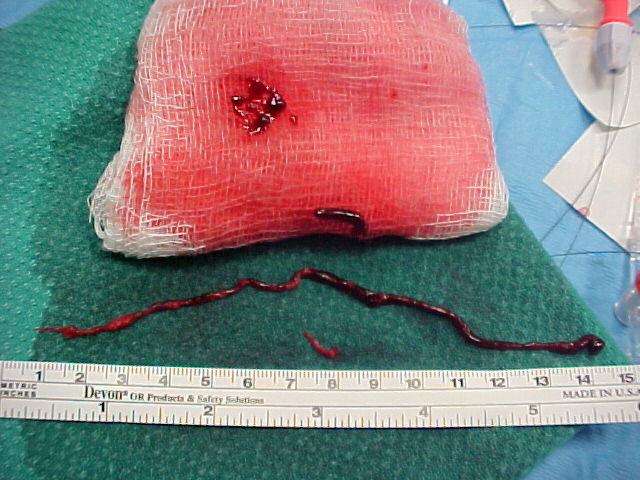 1 2 3 4 5 6 7 8 9 10 11 12 13 14 15
METRIC
INCHES
Devon® OR Products & Safety Solutions
MADE IN U.S.A
1 2 3 4 5